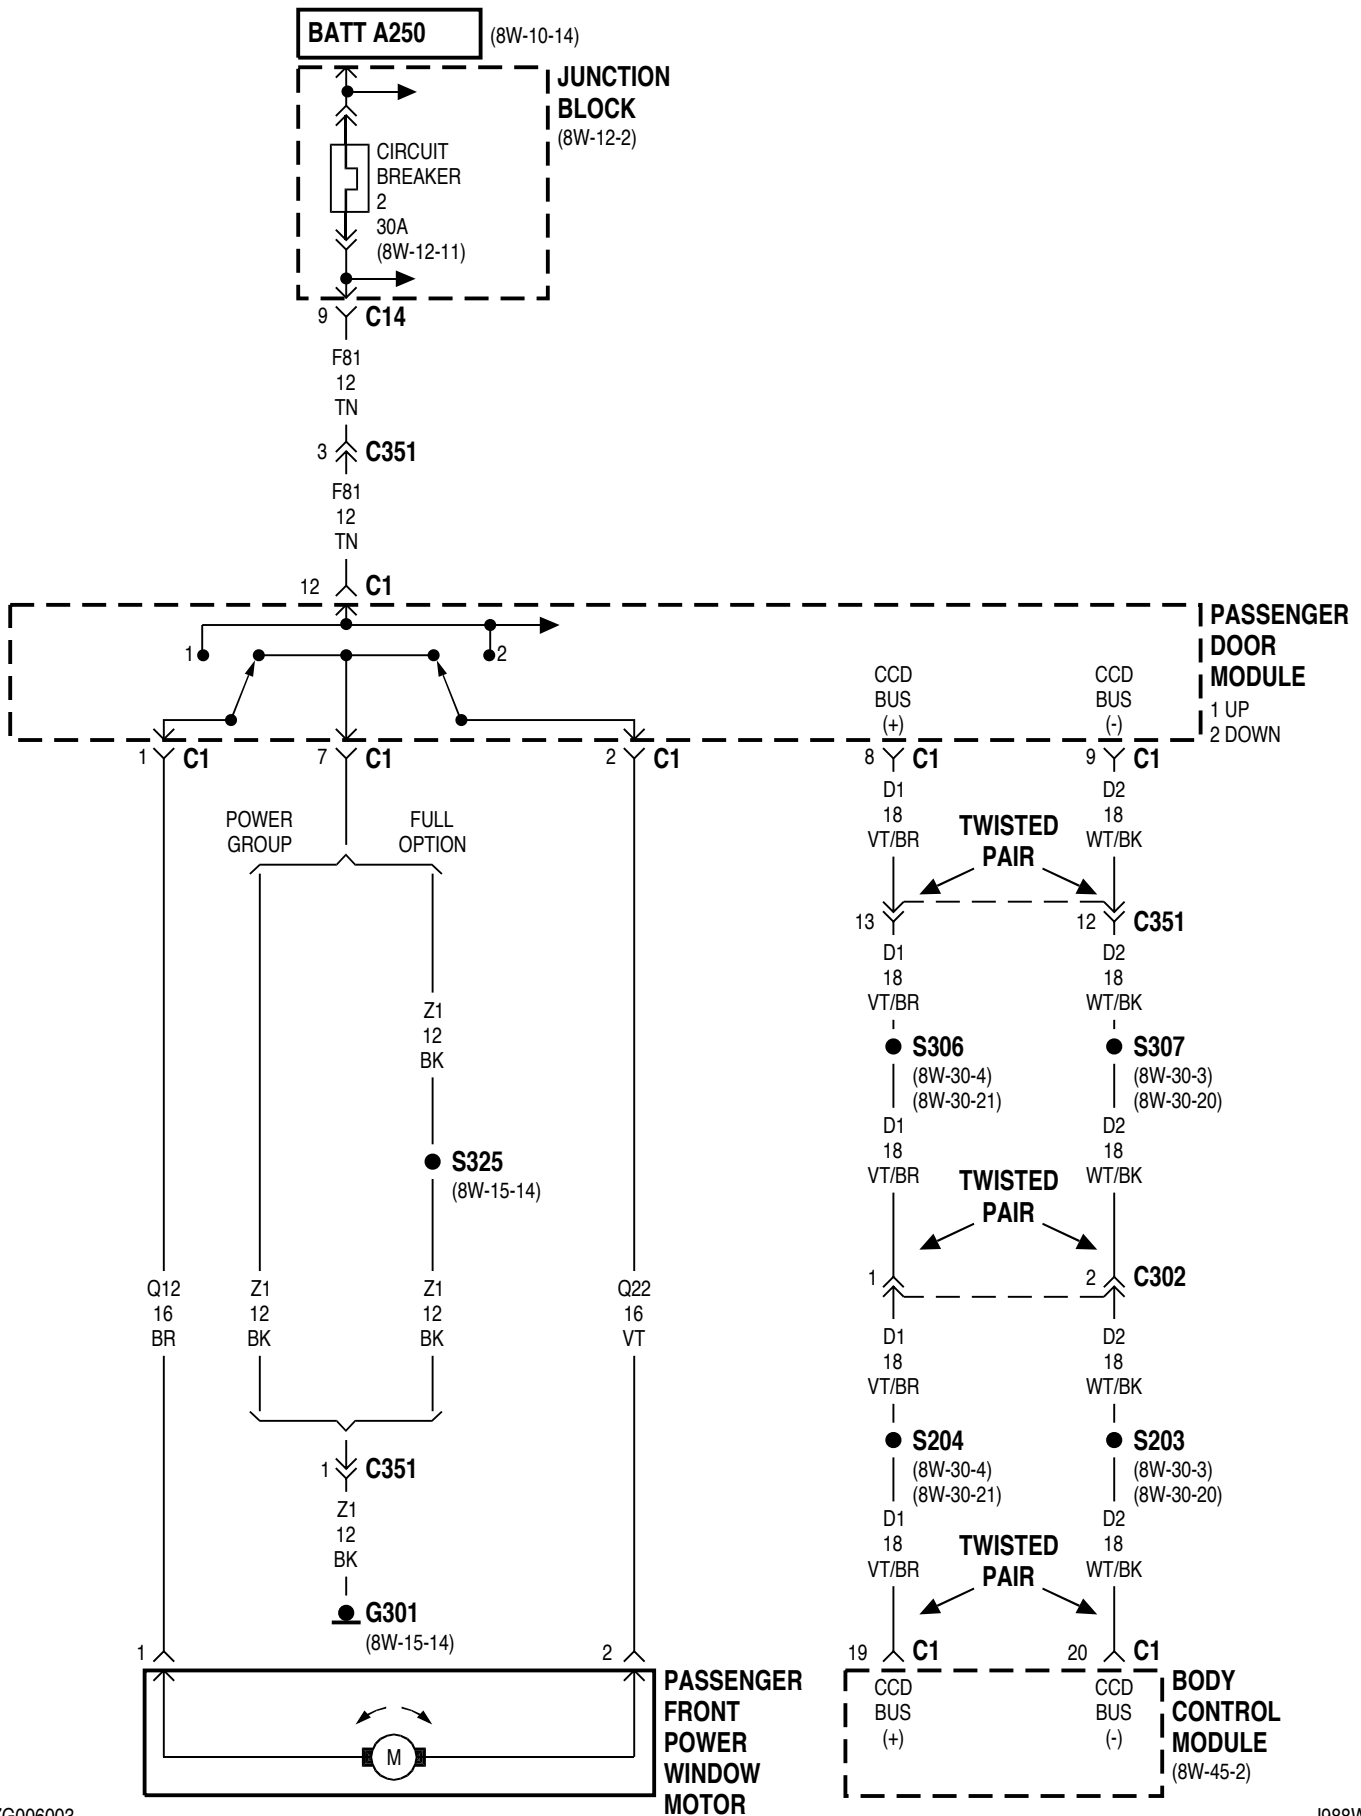 BATT A250
(8W-10-14)
JUNCTION
BLOCK
(8W-12-2)
CIRCUIT
BREAKER
2
30A
(8W-12-11)
9 C14
F81
12
TN
3 C351
F81
12
TN
12 C1
PASSENGER
DOOR
MODULE
1 UP
2 DOWN
1 2
CCD
BUS
(+)
CCD
BUS
(-)
1 C1
7 C1
2 C1
8 C1
9 C1
POWER
GROUP
FULL
OPTION
D1
18
VT/BR
D2
18
WT/BK
TWISTED
PAIR
13
12 C351
D1
18
VT/BR
D2
18
WT/BK
Z1
12
BK
S306
(8W-30-4)
(8W-30-21)
S307
(8W-30-3)
(8W-30-20)
D1
18
VT/BR
D2
18
WT/BK
S325
(8W-15-14)
TWISTED
PAIR
1
2 C302
Q12
16
BR
Z1
12
BK
Z1
12
BK
Q22
16
VT
D1
18
VT/BR
D2
18
WT/BK
S204
(8W-30-4)
(8W-30-21)
S203
(8W-30-3)
(8W-30-20)
1 C351
Z1
12
BK
D1
18
VT/BR
D2
18
WT/BK
TWISTED
PAIR
G301
(8W-15-14)
1
2
19 C1
20 C1
M
PASSENGER
FRONT
POWER
WINDOW
MOTOR
CCD
BUS
(+)
CCD
BUS
(-)
BODY
CONTROL
MODULE
(8W-45-2)